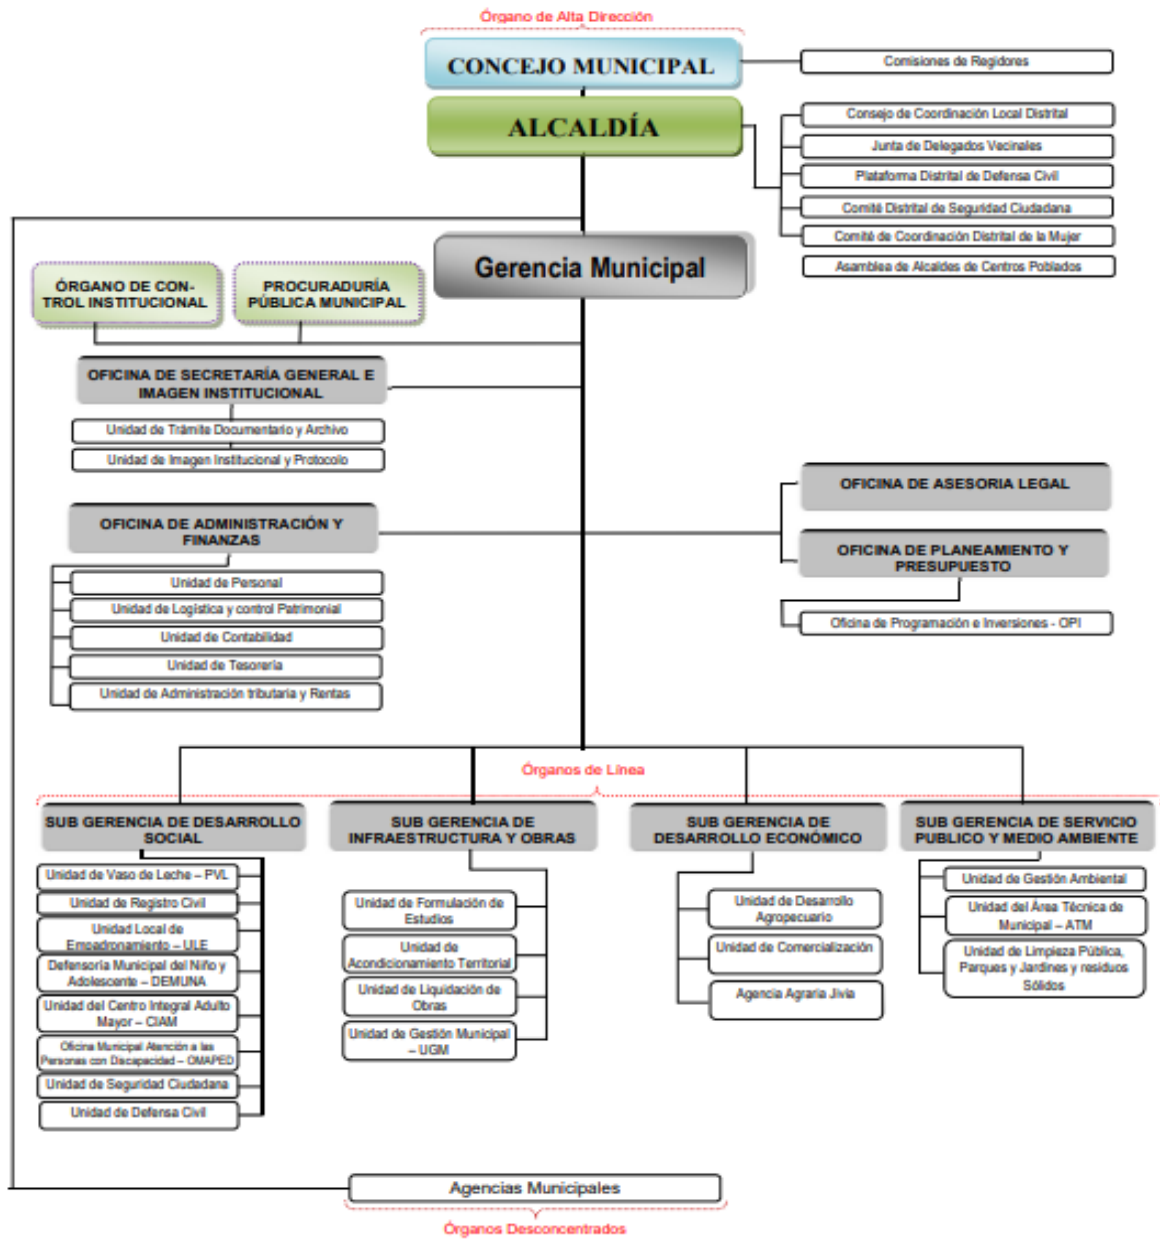 Órgano de Alta Dirección
CONCEJO MUNICIPAL
Comisiones de Regidores
ALCALDÍA
Consejo de Coordinación Local Distrital
Junta de Delegados Vecinales
Plataforma Distrital de Defensa Civil
Comité Distrital de Seguridad Ciudadana
Comité de Coordinación Distrital de la Mujer
Asamblea de Alcaldes de Centros Poblados
Gerencia Municipal
ÓRGANO DE CON-
TROL INSTITUCIONAL
PROCURADURÍA
PÚBLICA MUNICIPAL
OFICINA DE SECRETARÍA GENERAL E
IMAGEN INSTITUCIONAL
Unidad de Trámite Documentario y Archivo
Unidad de Imagen Institucional y Protocolo
OFICINA DE ASESORIA LEGAL
OFICINA DE ADMINISTRACIÓN Y
FINANZAS
OFICINA DE PLANEAMIENTO Y
PRESUPUESTO
Unidad de Personal
Unidad de Logística y control Patrimonial
Unidad de Contabilidad
Unidad de Tesorería
Unidad de Administración tributaria y Rentas
Oficina de Programación e Inversiones - OPI
Órganos de Línea
SUB GERENCIA DE DESARROLLO
SOCIAL
Unidad de Vaso de Leche – PVL
Unidad de Registro Civil
Unidad Local de
Empadronamiento – ULE
Defensoría Municipal del Niño y
Adolescente – DEMUNA
Unidad del Centro Integral Adulto
Mayor – CIAM
Oficina Municipal Atención a las
Personas con Discapacidad – OMAPED
Unidad de Seguridad Ciudadana
Unidad de Defensa Civil
SUB GERENCIA DE
INFRAESTRUCTURA Y OBRAS
Unidad de Formulación de
Estudios
Unidad de
Acondicionamiento Territorial
Unidad de Liquidación de
Obras
Unidad de Gestión Municipal
– UGM
SUB GERENCIA DE
DESARROLLO ECONÓMICO
Unidad de Desarrollo
Agropecuario
Unidad de Comercialización
Agencia Agraria Jivia
SUB GERENCIA DE SERVICIO
PUBLICO Y MEDIO AMBIENTE
Unidad de Gestión Ambiental
Unidad del Área Técnica de
Municipal – ATM
Unidad de Limpieza Pública,
Parques y Jardines y residuos
Sólidos
Agencias Municipales
Órganos Desconcentrados